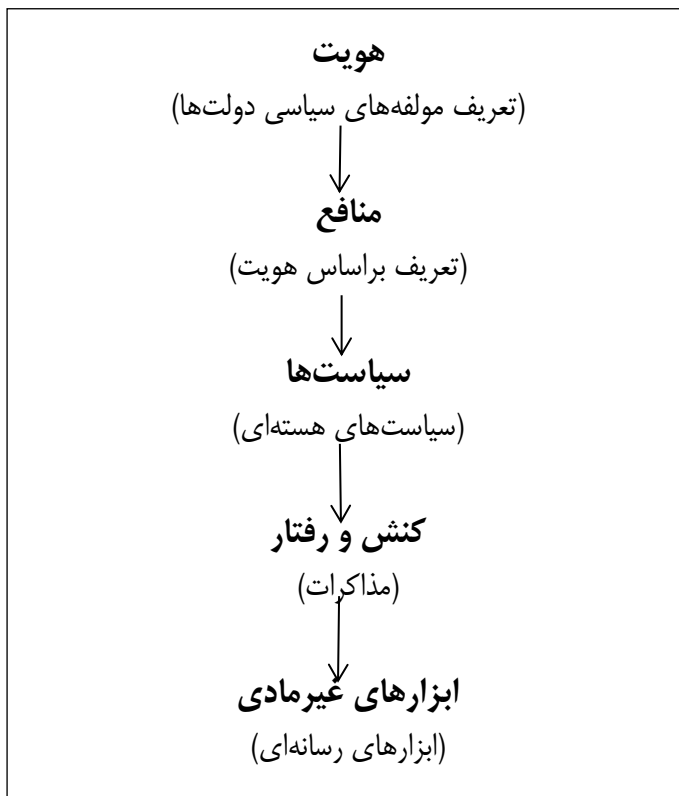 هویت
(تعریف مولفه‌های سیاسی دولت‌ها)
منافع
(تعریف براساس هویت)
سیاست‌ها
(سیاست‌های هسته‌ای)
کنش و رفتار
(مذاکرات)
ابزارهای غیرمادی
(ابزارهای رسانه‌ای)